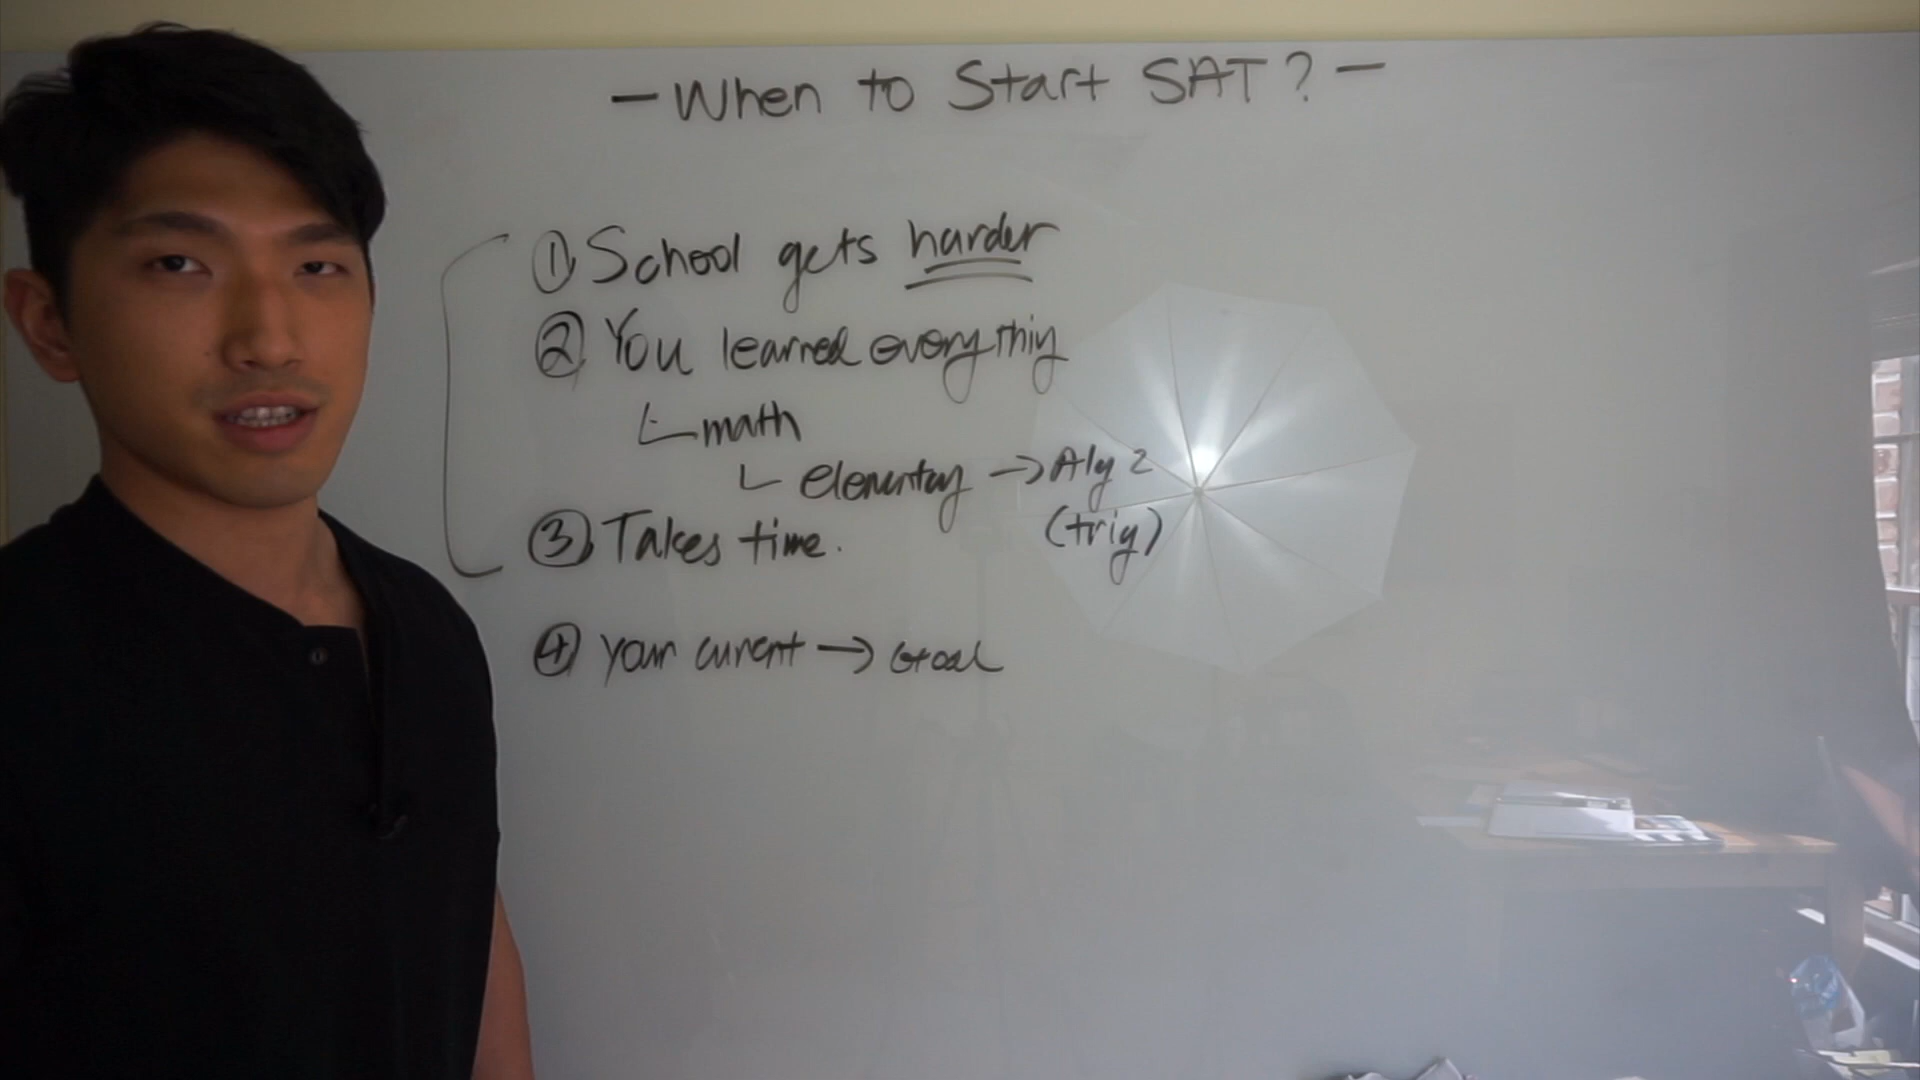 - When to Start SAT? -
① School gets harder
② You learned everything
math
elementary → Alg 2
(trig)
③ Takes time.
④ your current → Goal